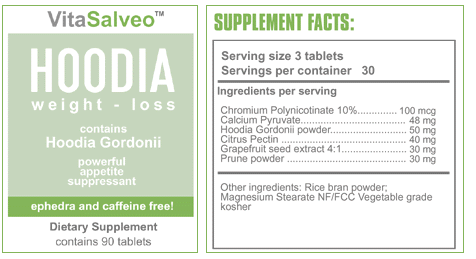 VitaSalveo™
HOODIA
weight - loss
contains
Hoodia Gordonii
powerful
appetite
suppressant
ephedra and caffeine free!
Dietary Supplement
contains 90 tablets
SUPPLEMENT FACTS:
Serving size 3 tablets
Servings per container 30
Ingredients per serving
Chromium Polynicotinate 10%............. 100 mcg
Calcium Pyruvate................................... 48 mg
Hoodia Gordonii powder......................... 50 mg
Citrus Pectin .......................................... 40 mg
Grapefruit seed extract 4:1...................... 30 mg
Prune powder ........................................ 30 mg
Other ingredients: Rice bran powder;
Magnesium Stearate NF/FCC Vegetable grade
kosher